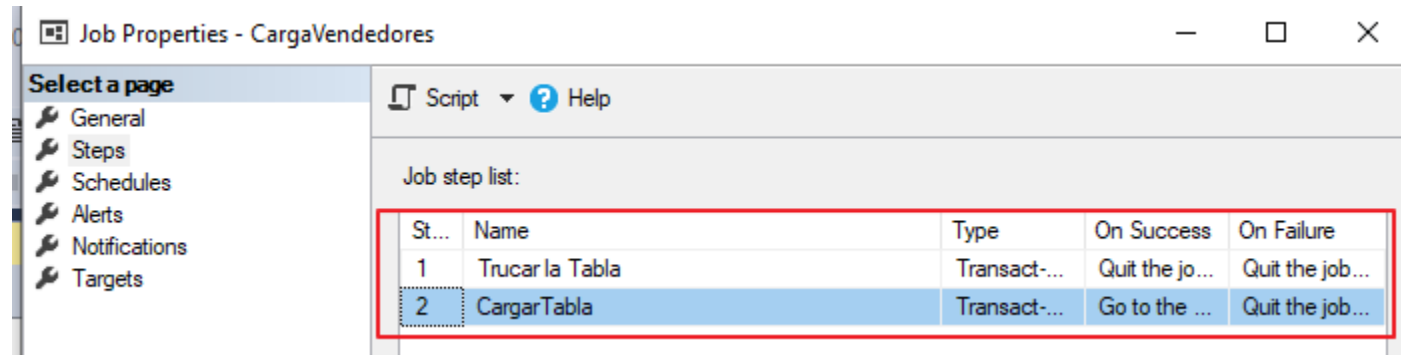 Job Properties - CargaVendedores
Select a page
General
Steps
Schedules
Alerts
Notifications
Targets
Script Help
Job step list:
St... Name Type On Success On Failure
1 Trucar la Tabla Transact-... Quit the jo... Quit the job...
2 CargarTabla Transact-... Go to the ... Quit the job...